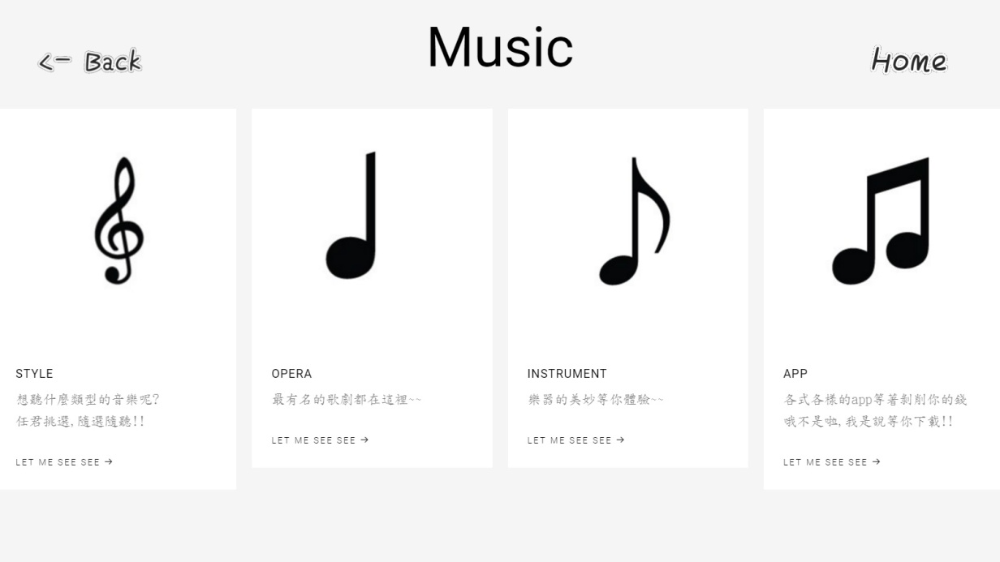 <- Back
Music
Home
STYLE
想聽什麼類型的音樂呢?
任君挑選,隨選隨聽!!
LET ME SEE SEE →
OPERA
最有名的歌劇都在這裡~~
LET ME SEE SEE →
INSTRUMENT
樂器的美妙等你體驗~~
LET ME SEE SEE →
APP
各式各樣的app等著剝削你的錢
哦不是啦,我是說等你下載!!
LET ME SEE SEE →